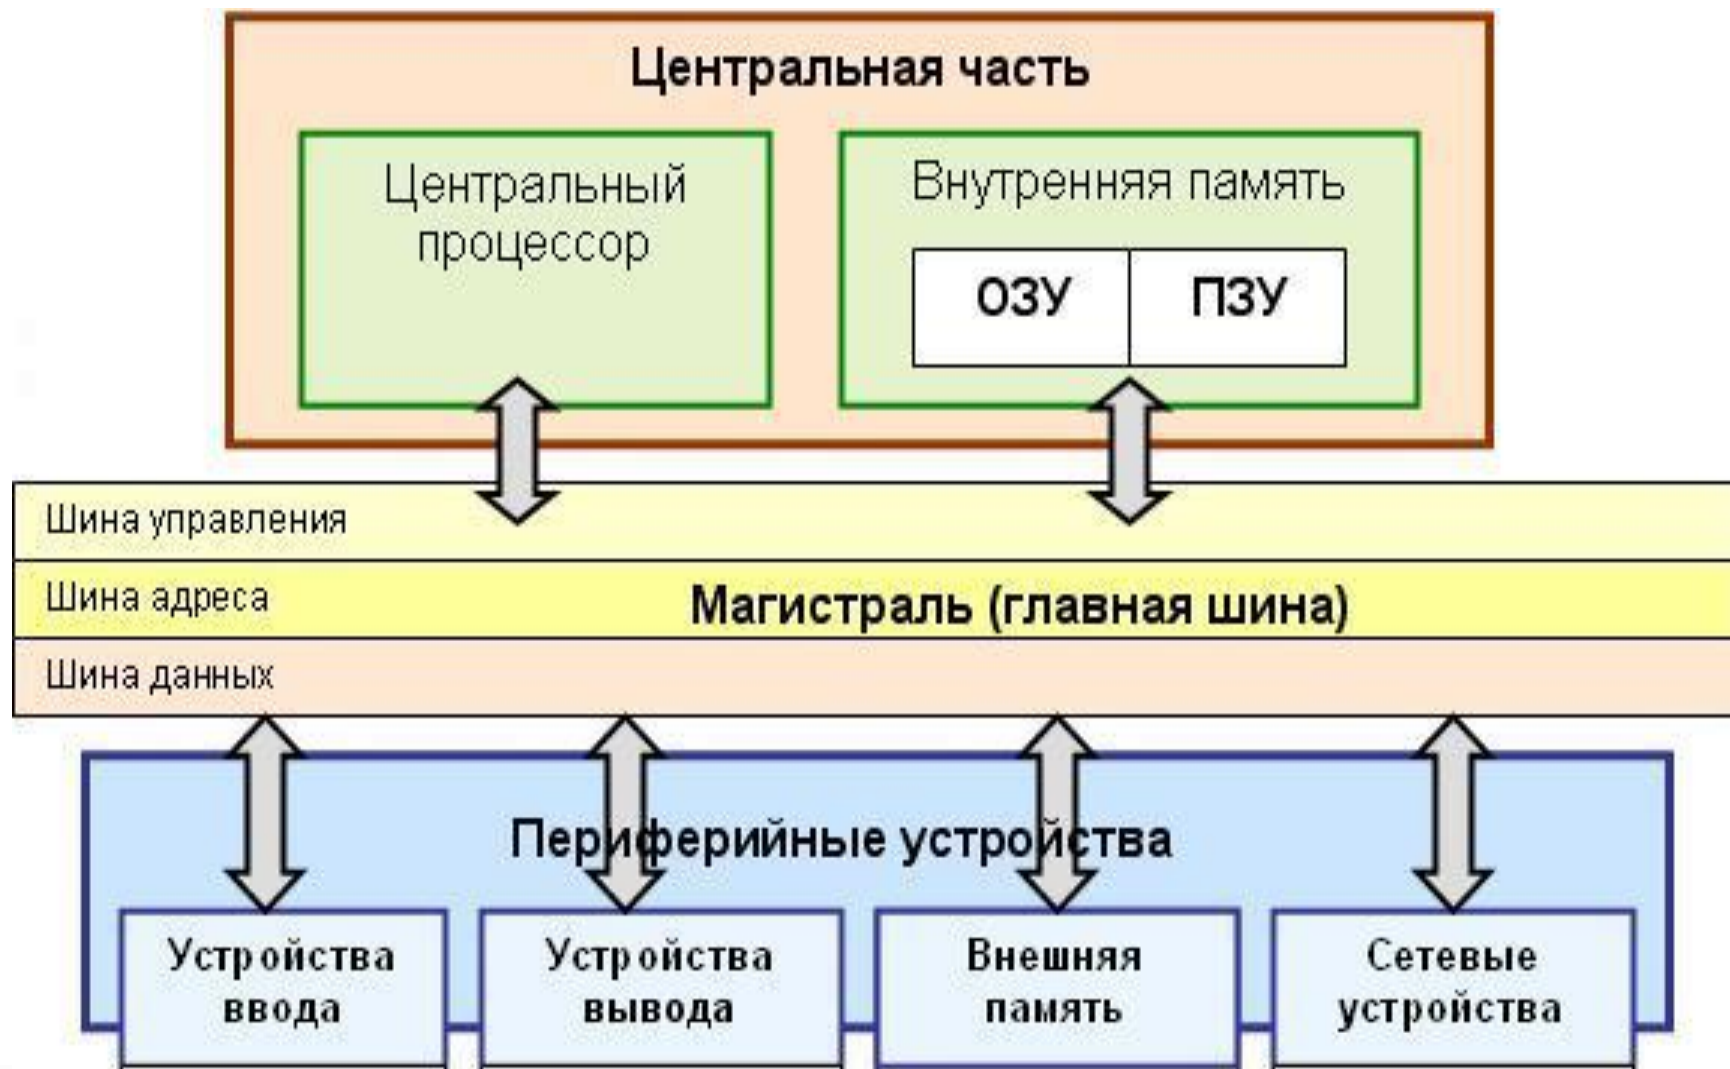 Центральная часть
Центральный
процессор
Внутренняя память
ОЗУ ПЗУ
Шина управления
Шина адреса
Магистраль (главная шина)
Шина данных
Периферийные устройства
Устройства
ввода
Устройства
вывода
Внешняя
память
Сетевые
устройства